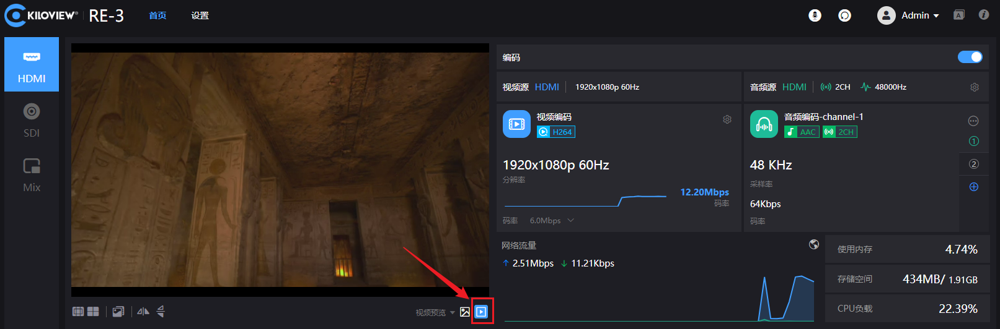 KILOVIEW® RE-3 首页 设置 Admin A i
HDMI
SDI
Mix
视频预览
编码
视频源 HDMI 1920x1080p 60Hz
音频源 HDMI 2CH 48000Hz
视频编码
H264
1920x1080p 60Hz
分辨率
12.20Mbps
码率
码率 6.0Mbps
音频编码-channel-1
AAC 2CH
1
2
48 KHz
采样率
64Kbps
码率
网络流量
↑ 2.51Mbps ↓ 11.21Kbps
使用内存 4.74%
存储空间 434MB/ 1.91GB
CPU负载 22.39%